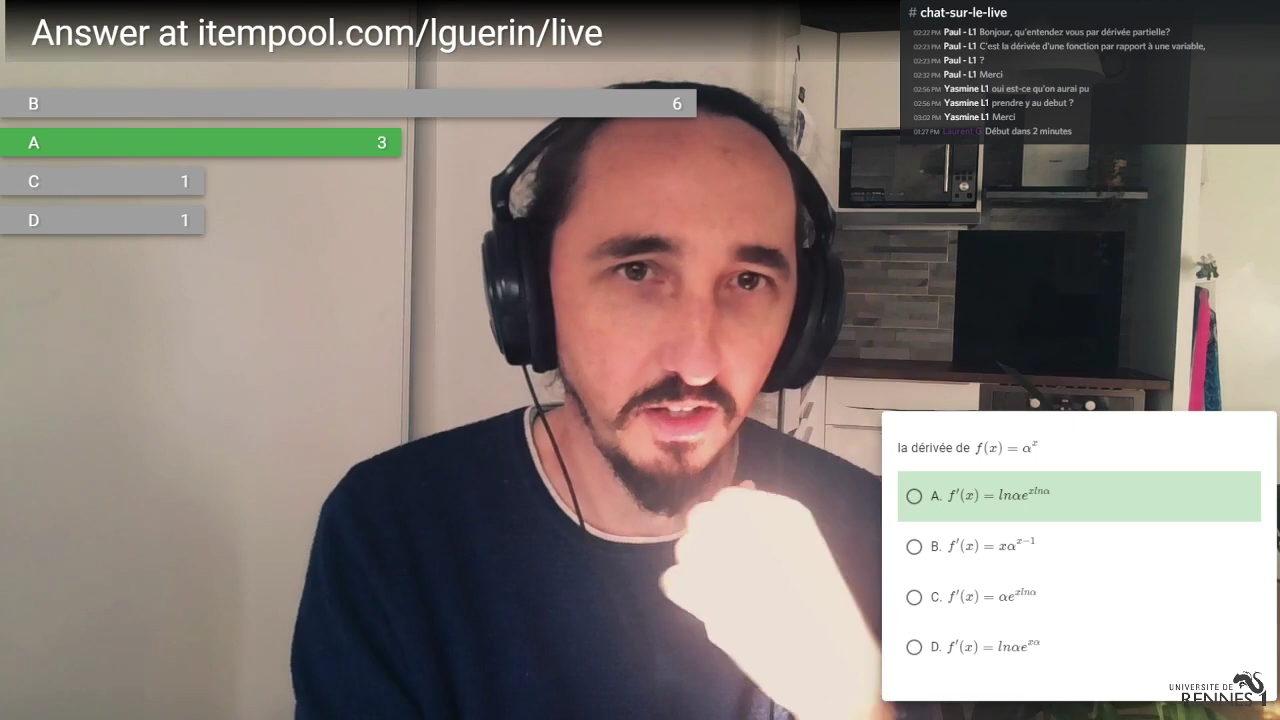 Answer at itempool.com/lguerin/live
B 6
A 3
C 1
D 1
# chat-sur-le-live
02:22 PM Paul - L1 Bonjour, qu'entendez vous par dérivée partielle?
02:23 PM Paul - L1 C'est la dérivée d'une fonction par rapport à une variable,
02:23 PM Paul - L1 ?
02:32 PM Paul - L1 Merci
02:56 PM Yasmine L1 oui est-ce qu'on aurai pu
02:56 PM Yasmine L1 prendre y au debut ?
03:02 PM Yasmine L1 Merci
01:27 PM Laurent G Début dans 2 minutes
la dérivée de f(x) = α^x
A. f'(x) = lnαe^{xlnα}
B. f'(x) = xα^{x−1}
C. f'(x) = αe^{xlnα}
D. f'(x) = lnαe^{xα}
UNIVERSITE DE
RENNES 1